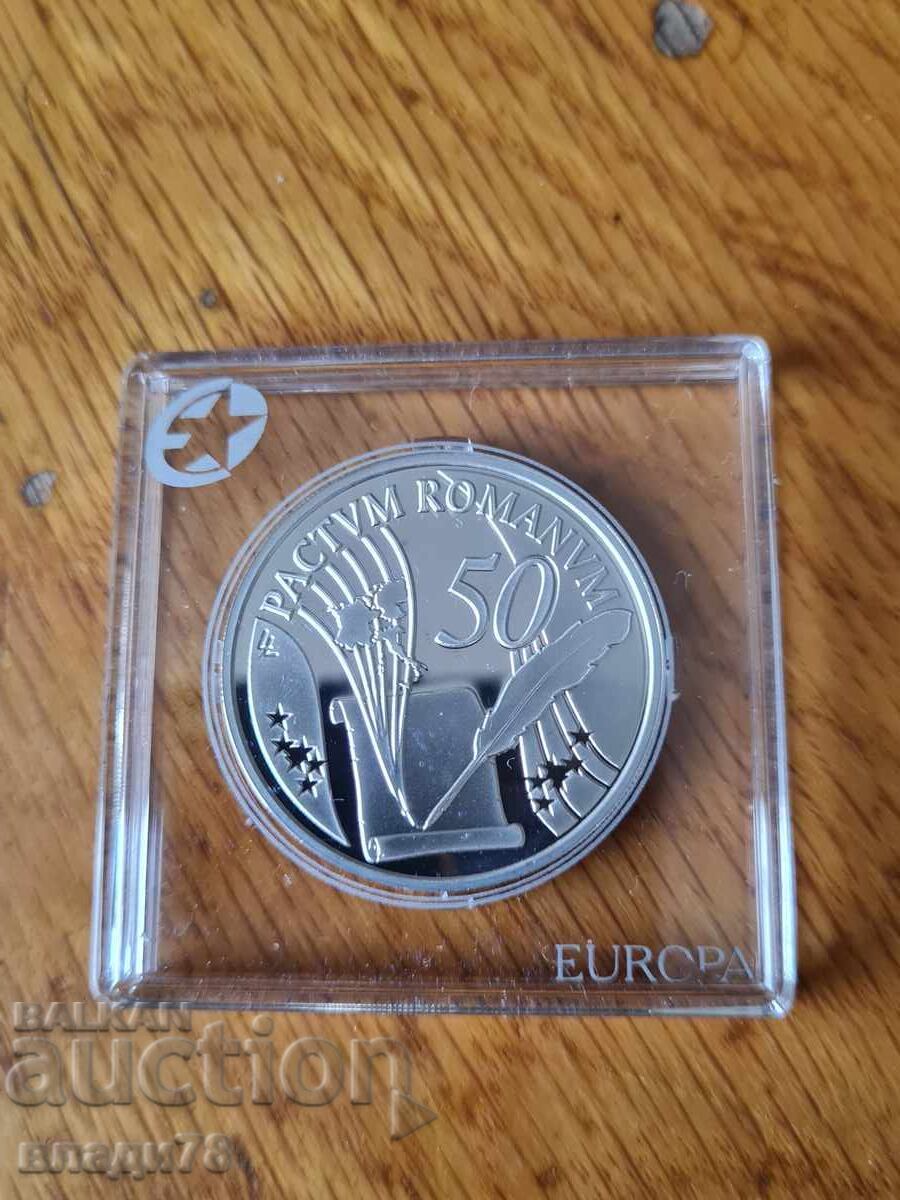 PACTVM ROMANVM
50
EUROPA
BALKAN
auction
влади78